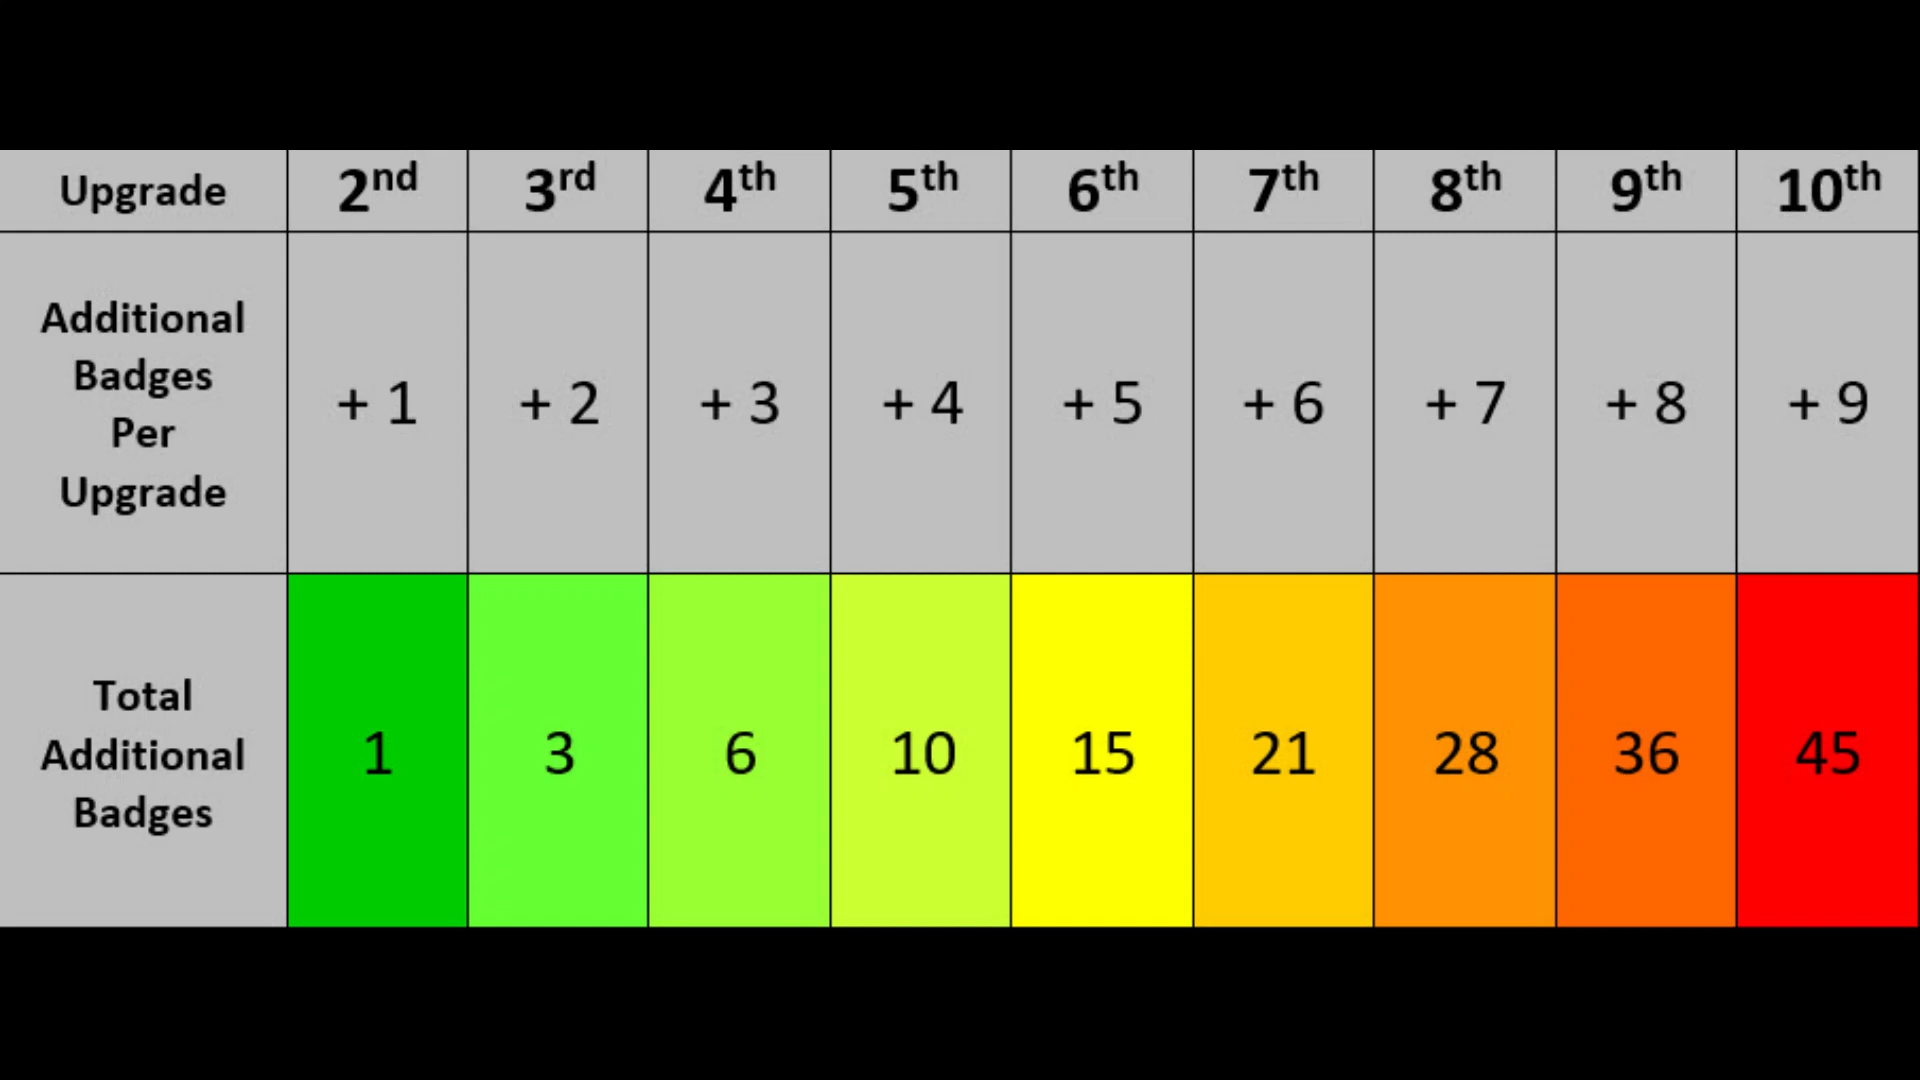 Upgrade 2nd 3rd 4th 5th 6th 7th 8th 9th 10th
Additional
Badges
Per
Upgrade
+ 1 + 2 + 3 + 4 + 5 + 6 + 7 + 8 + 9
Total
Additional
Badges
1 3 6 10 15 21 28 36 45